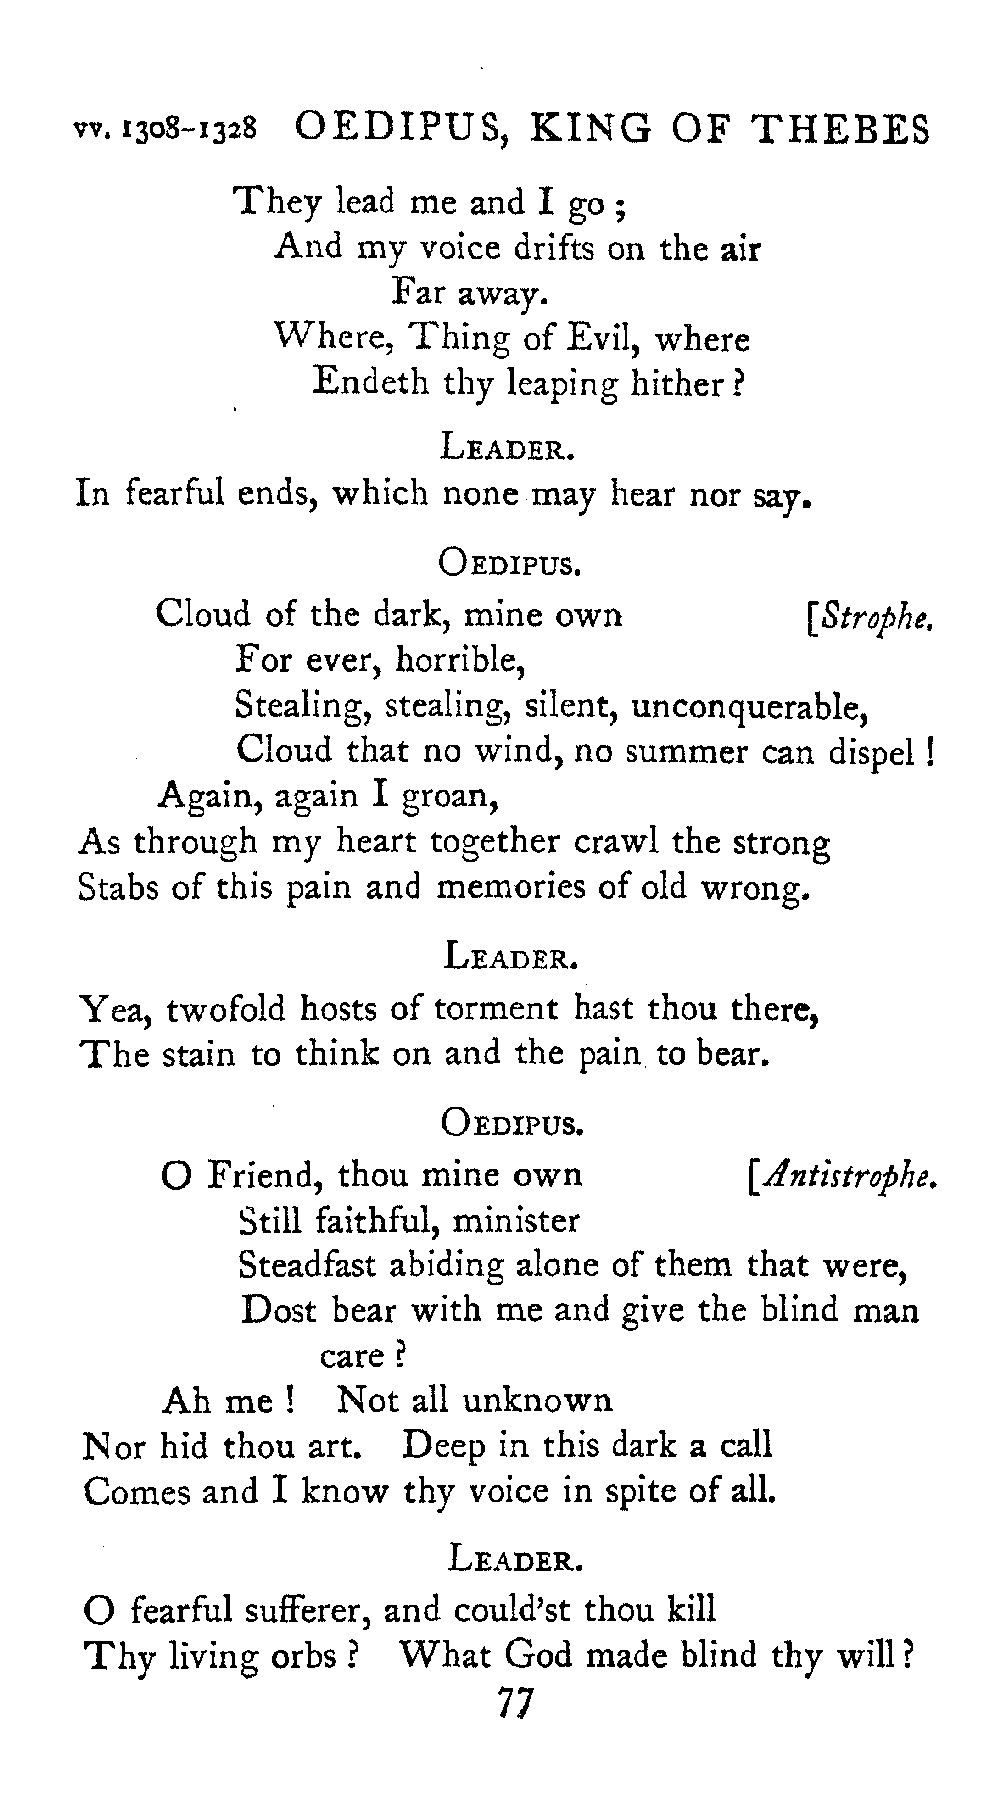 vv. 1308-1328 OEDIPUS, KING OF THEBES
They lead me and I go ;
And my voice drifts on the air
Far away.
Where, Thing of Evil, where
Endeth thy leaping hither ?
LEADER.
In fearful ends, which none may hear nor say.
OEDIPUS.
Cloud of the dark, mine own [Strophe.
For ever, horrible,
Stealing, stealing, silent, unconquerable,
Cloud that no wind, no summer can dispel !
Again, again I groan,
As through my heart together crawl the strong
Stabs of this pain and memories of old wrong.
LEADER.
Yea, twofold hosts of torment hast thou there,
The stain to think on and the pain to bear.
OEDIPUS.
O Friend, thou mine own [Antistrophe.
Still faithful, minister
Steadfast abiding alone of them that were,
Dost bear with me and give the blind man
care ?
Ah me ! Not all unknown
Nor hid thou art. Deep in this dark a call
Comes and I know thy voice in spite of all.
LEADER.
O fearful sufferer, and could'st thou kill
Thy living orbs ? What God made blind thy will ?
77